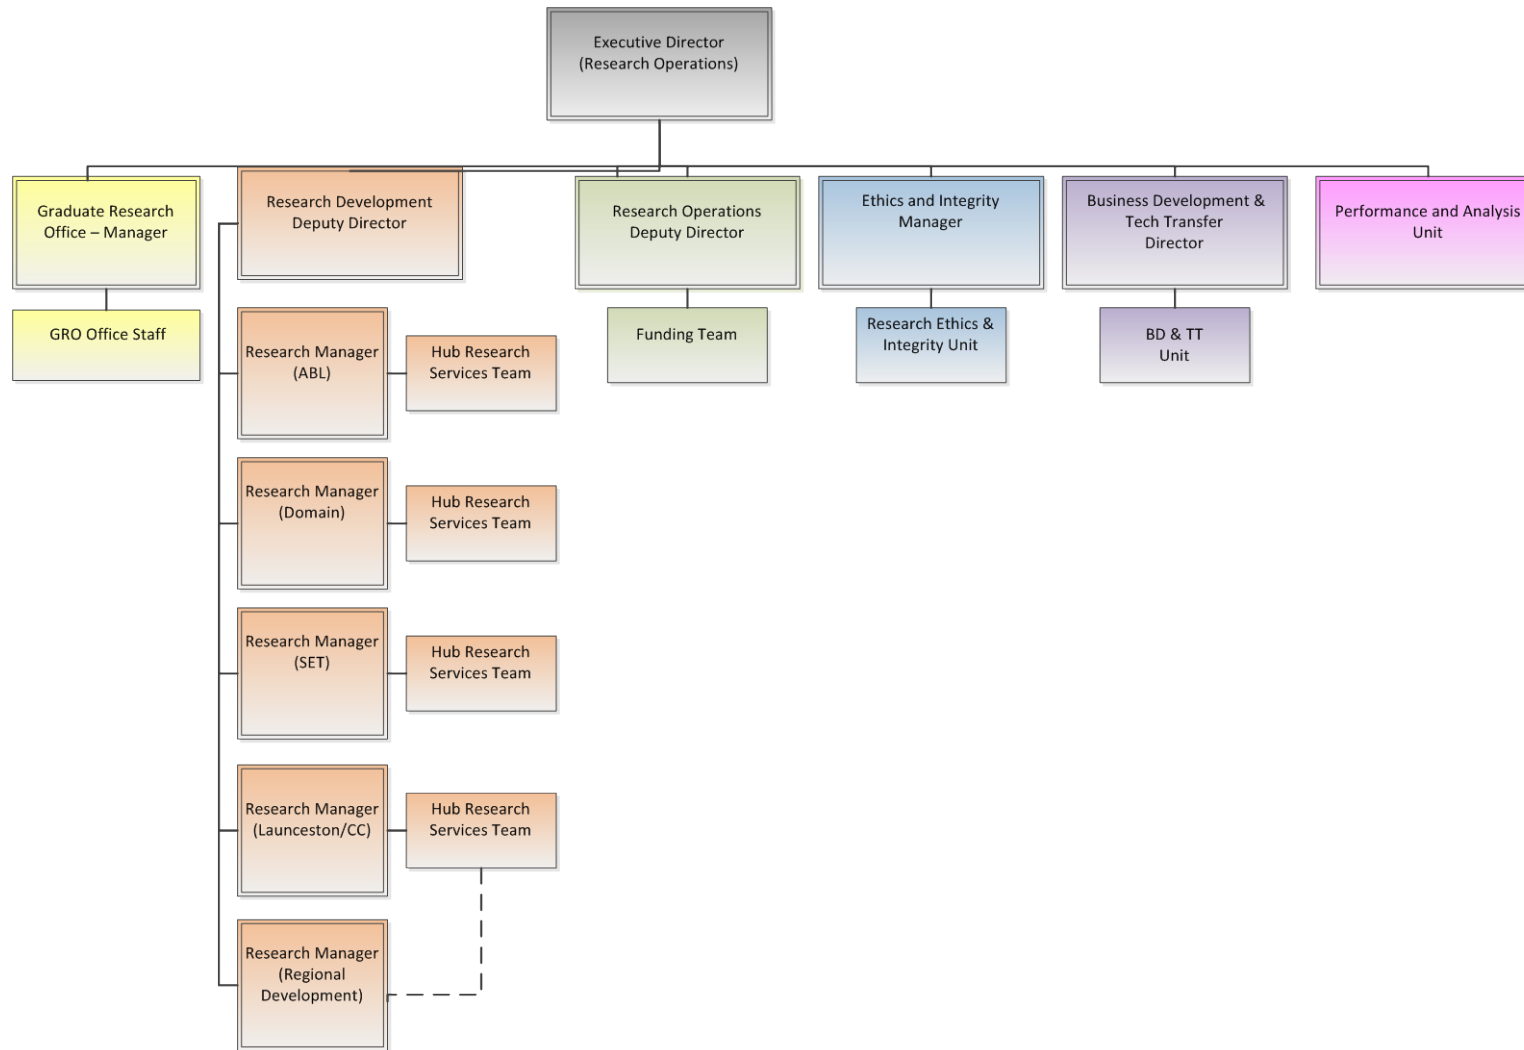 Executive Director
(Research Operations)
Graduate Research
Office – Manager
Research Development
Deputy Director
Research Operations
Deputy Director
Ethics and Integrity
Manager
Business Development &
Tech Transfer
Director
Performance and Analysis
Unit
GRO Office Staff
Funding Team
Research Ethics &
Integrity Unit
BD & TT
Unit
Research Manager
(ABL)
Hub Research
Services Team
Research Manager
(Domain)
Hub Research
Services Team
Research Manager
(SET)
Hub Research
Services Team
Research Manager
(Launceston/CC)
Hub Research
Services Team
Research Manager
(Regional
Development)